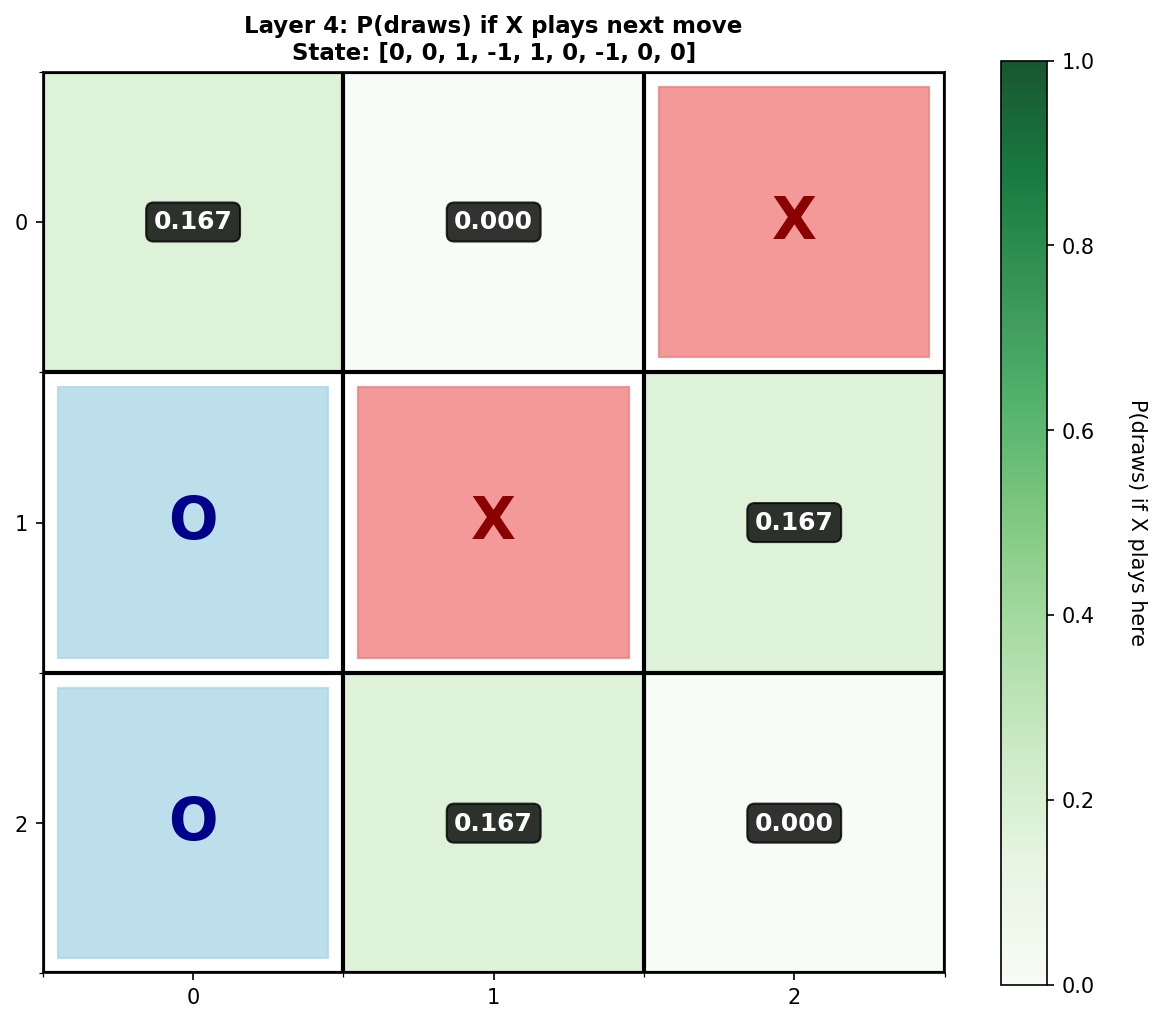 Layer 4: P(draws) if X plays next move
State: [0, 0, 1, -1, 1, 0, -1, 0, 0]
0
0.167
0.000
X
1
O
X
0.167
2
O
0.167
0.000
0
1
2
1.0
0.8
0.6
0.4
0.2
0.0
P(draws) if X plays here